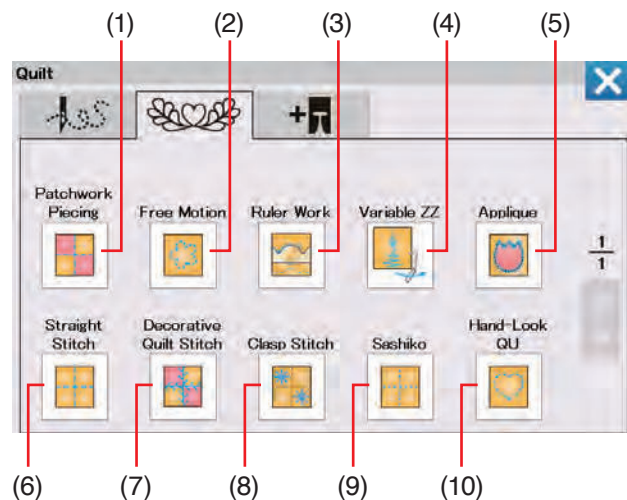 (1) (2) (3) (4) (5)
Quilt
Patchwork
Piecing
Free Motion
Ruler Work
Variable ZZ
Applique
1
1
Straight
Stitch
Decorative
Quilt Stitch
Clasp Stitch
Sashiko
Hand-Look
QU
(6) (7) (8) (9) (10)